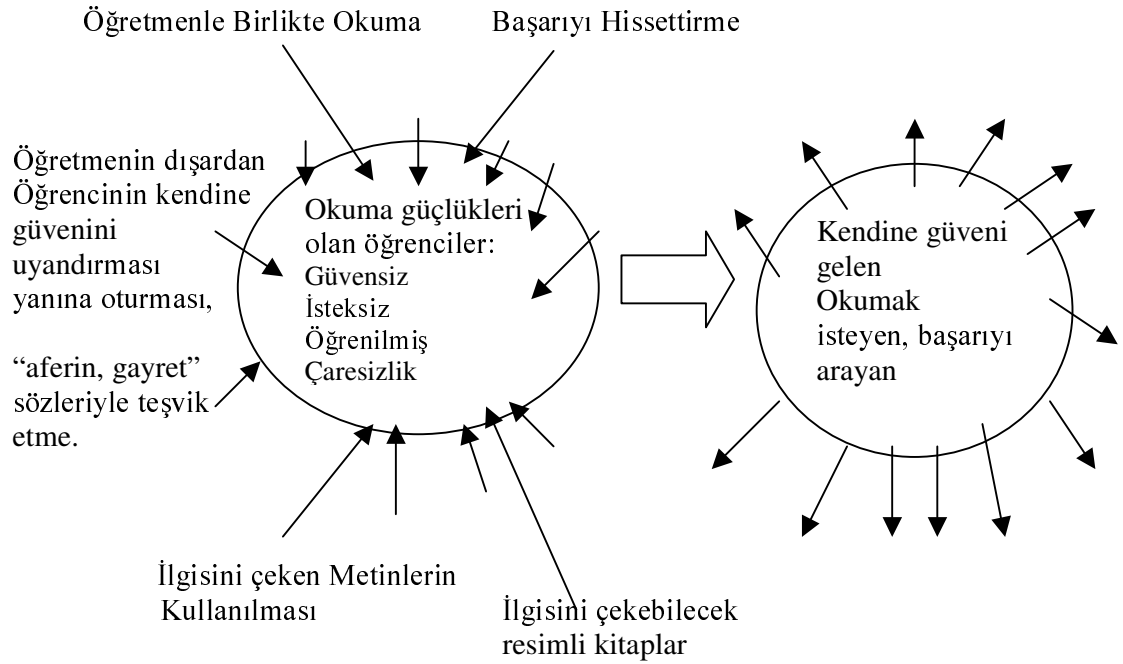 Öğretmenle Birlikte Okuma
Başarıyı Hissettirme
Öğretmenin dışardan
Öğrencinin kendine
güvenini
uyandırması
yanına oturması,
“aferin, gayret”
sözleriyle teşvik
etme.
Okuma güçlükleri
olan öğrenciler:
Güvensiz
İsteksiz
Öğrenilmiş
Çaresizlik
Kendine güveni
gelen
Okumak
isteyen, başarıyı
arayan
İlgisini çeken Metinlerin
Kullanılması
İlgisini çekebilecek
resimli kitaplar